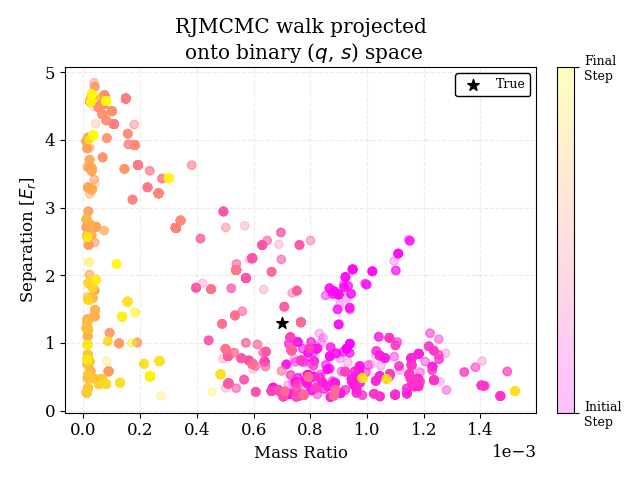 RJMCMC walk projected
onto binary (q, s) space
True
Final
Step
5
4
3
2
1
0
Separation [E_r]
0.0 0.2 0.4 0.6 0.8 1.0 1.2 1.4
1e−3
Mass Ratio
Initial
Step